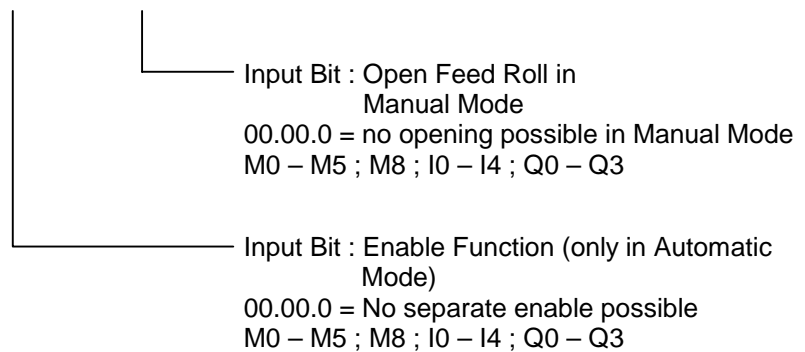 Input Bit : Open Feed Roll in
Manual Mode
00.00.0 = no opening possible in Manual Mode
M0 – M5 ; M8 ; I0 – I4 ; Q0 – Q3
Input Bit : Enable Function (only in Automatic
Mode)
00.00.0 = No separate enable possible
M0 – M5 ; M8 ; I0 – I4 ; Q0 – Q3